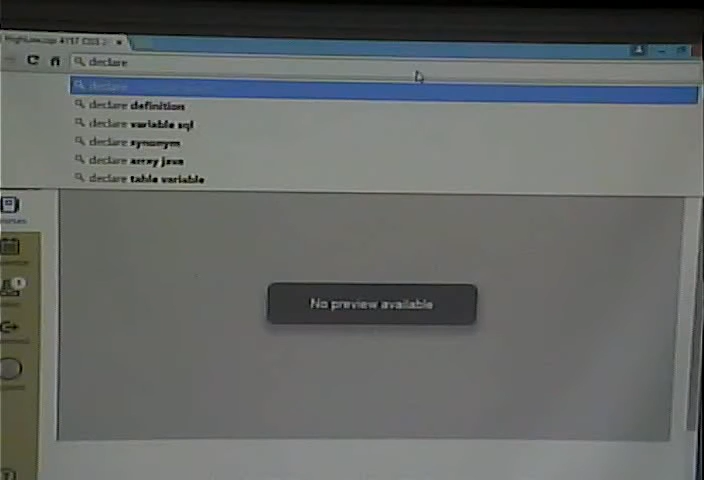 declare
declare
declare definition
declare variable sql
declare synonym
declare array java
declare table variable
No preview available